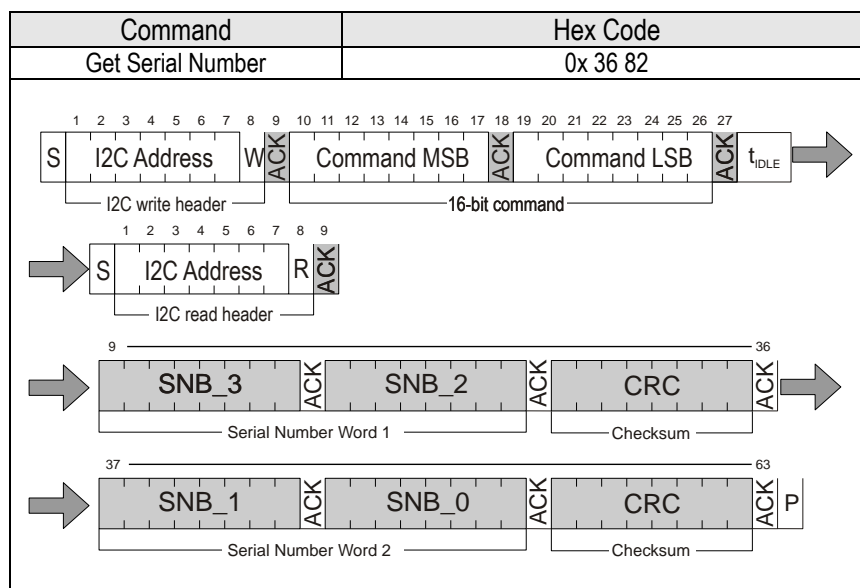 Command Hex Code
Get Serial Number 0x 36 82
1 2 3 4 5 6 7 8 9 10 11 12 13 14 15 16 17 18 19 20 21 22 23 24 25 26 27
S I2C Address W ACK Command MSB ACK Command LSB ACK tIDLE
I2C write header 16-bit command
1 2 3 4 5 6 7 8 9
S I2C Address R ACK
I2C read header
9 36
SNB_3 ACK SNB_2 ACK CRC ACK
Serial Number Word 1 Checksum
37 63
SNB_1 ACK SNB_0 ACK CRC ACK P
Serial Number Word 2 Checksum